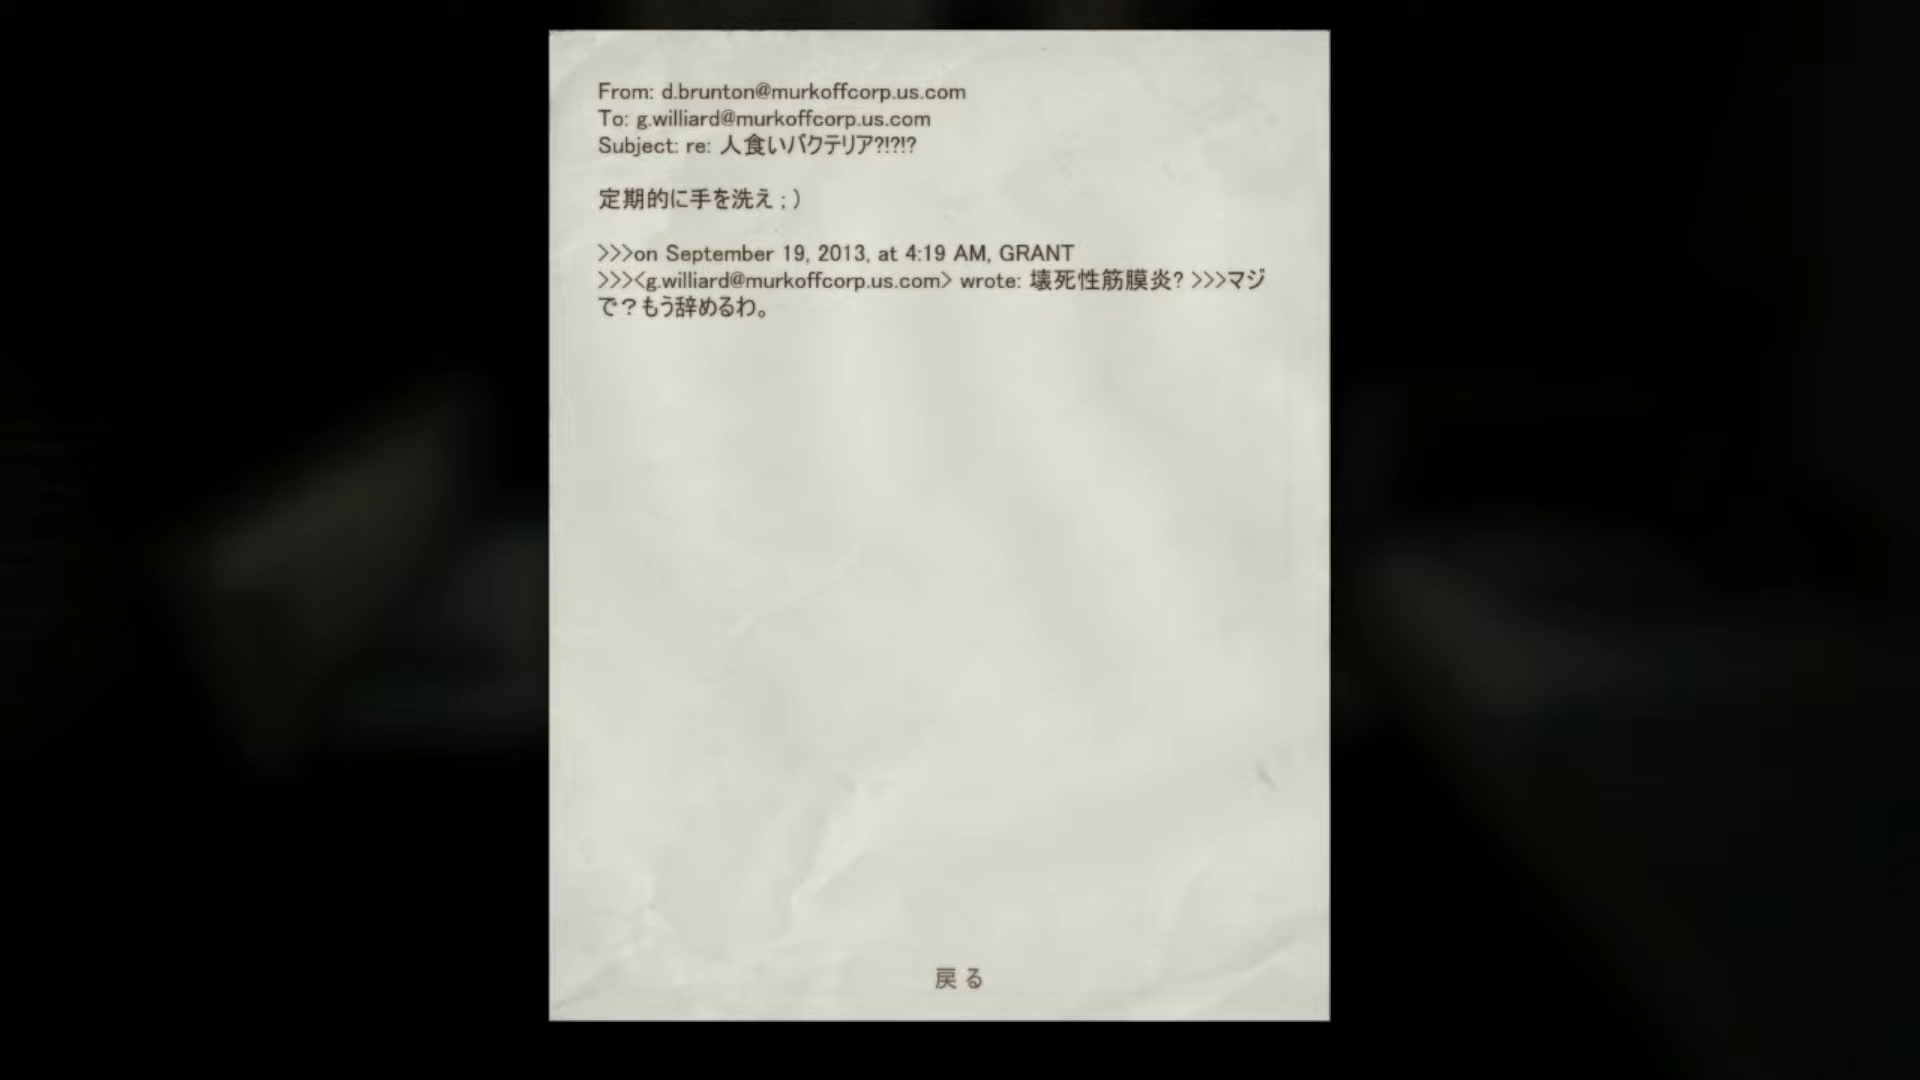 From: d.brunton@murkoffcorp.us.com
To: g.williard@murkoffcorp.us.com
Subject: re: 人食いバクテリア?!?!?
定期的に手を洗え ; )
>>>on September 19, 2013, at 4:19 AM, GRANT
>>><g.williard@murkoffcorp.us.com> wrote: 壊死性筋膜炎? >>>マジ
で？もう辞めるわ。
戻る